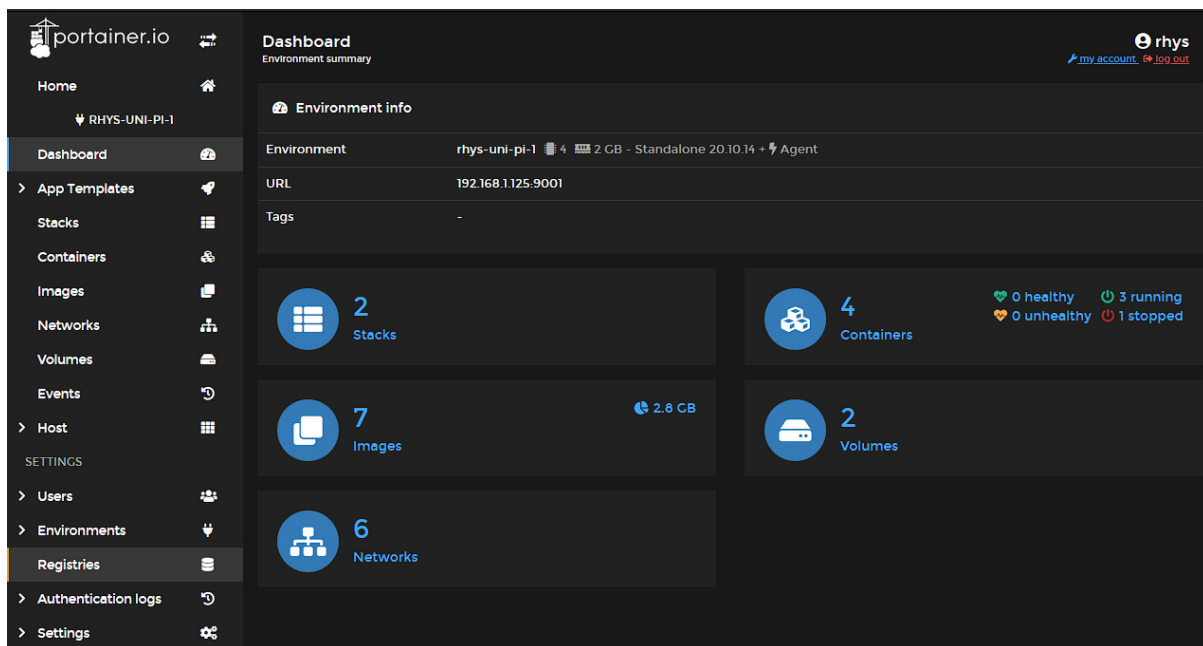 portainer.io
Home
RHYS-UNI-PI-1
Dashboard
App Templates
Stacks
Containers
Images
Networks
Volumes
Events
Host
SETTINGS
Users
Environments
Registries
Authentication logs
Settings
Dashboard
Environment summary
rhys
my account log out
Environment info
Environment rhys-uni-pi-1 4 2 GB - Standalone 20.10.14 + Agent
URL 192.168.1.125:9001
Tags -
2
Stacks
4
Containers
0 healthy 3 running
0 unhealthy 1 stopped
7
Images
2.8 GB
2
Volumes
6
Networks